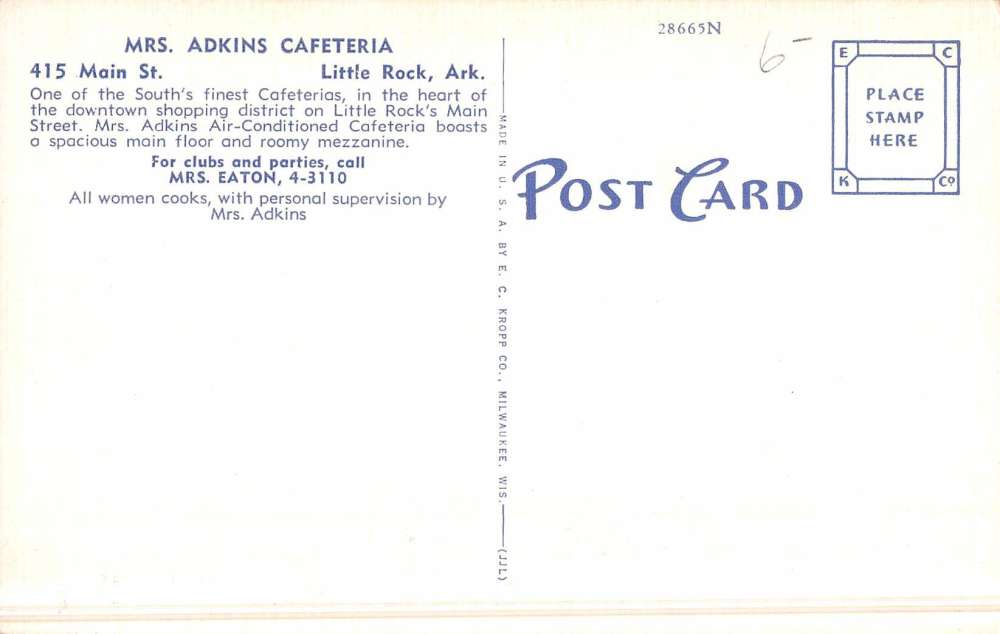 MRS. ADKINS CAFETERIA
415 Main St. Little Rock, Ark.
One of the South's finest Cafeterias, in the heart of
the downtown shopping district on Little Rock's Main
Street. Mrs. Adkins Air-Conditioned Cafeteria boasts
a spacious main floor and roomy mezzanine.
For clubs and parties, call
MRS. EATON, 4-3110
All women cooks, with personal supervision by
Mrs. Adkins
MADE IN U. S. A. BY E. C. KROPP CO., MILWAUKEE, WIS.
(JJL)
28665N
6-
POST CARD
E C
PLACE
STAMP
HERE
K Co